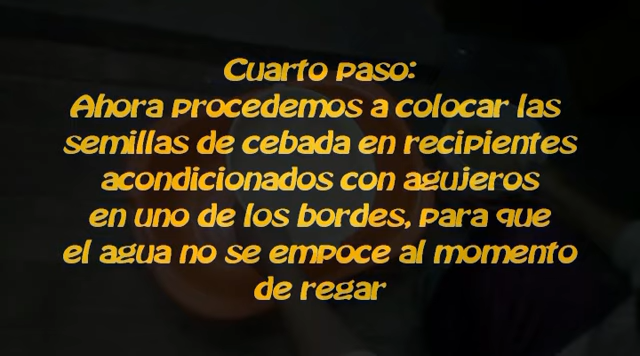 Cuarto paso:
Ahora procedemos a colocar las
semillas de cebada en recipientes
acondicionados con agujeros
en uno de los bordes, para que
el agua no se empoce al momento
de regar